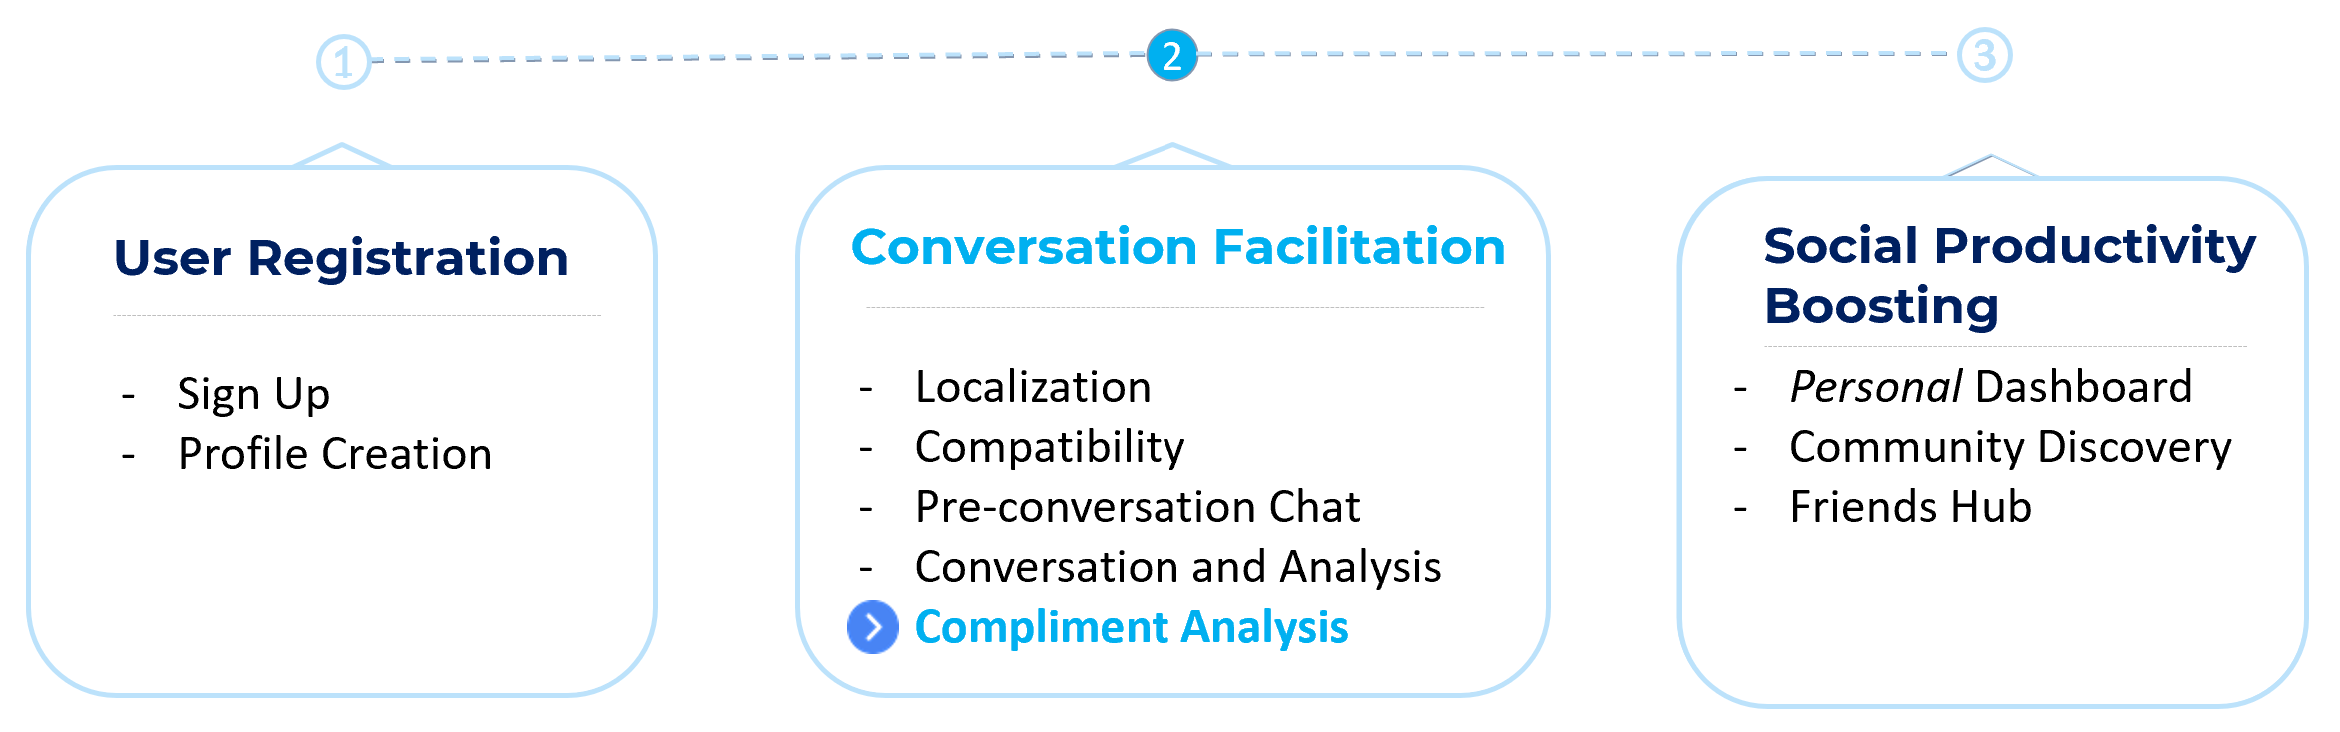 1
2
3
User Registration
- Sign Up
- Profile Creation
Conversation Facilitation
- Localization
- Compatibility
- Pre-conversation Chat
- Conversation and Analysis
Compliment Analysis
Social Productivity
Boosting
- Personal Dashboard
- Community Discovery
- Friends Hub